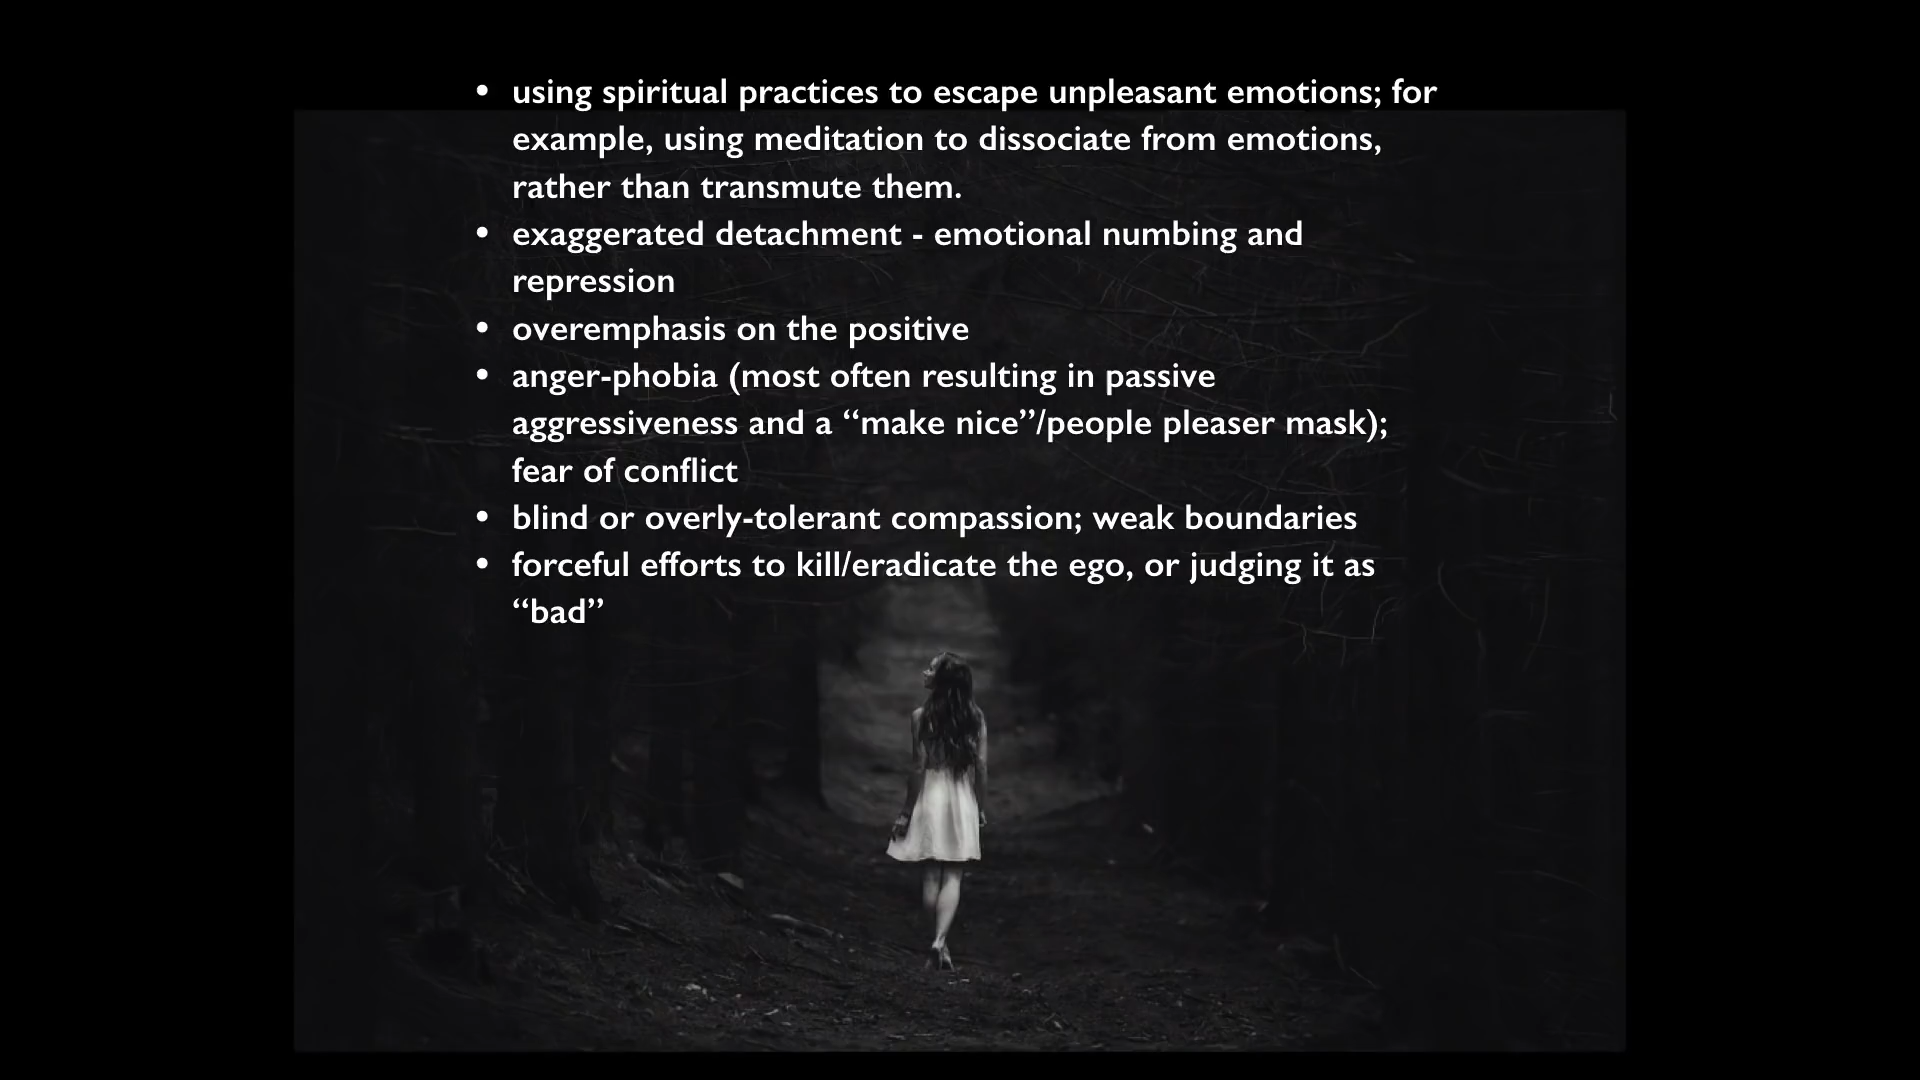 • using spiritual practices to escape unpleasant emotions; for
example, using meditation to dissociate from emotions,
rather than transmute them.
• exaggerated detachment - emotional numbing and
repression
• overemphasis on the positive
• anger-phobia (most often resulting in passive
aggressiveness and a “make nice”/people pleaser mask);
fear of conflict
• blind or overly-tolerant compassion; weak boundaries
• forceful efforts to kill/eradicate the ego, or judging it as
“bad”